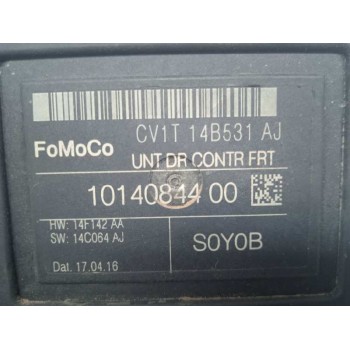 CV1T 14B531 AJ
FoMoCo
UNT DR CONTR FRT
10140844 00
HW: 14F142 AA
SW: 14C064 AJ
S0Y0B
Dat. 17.04.16